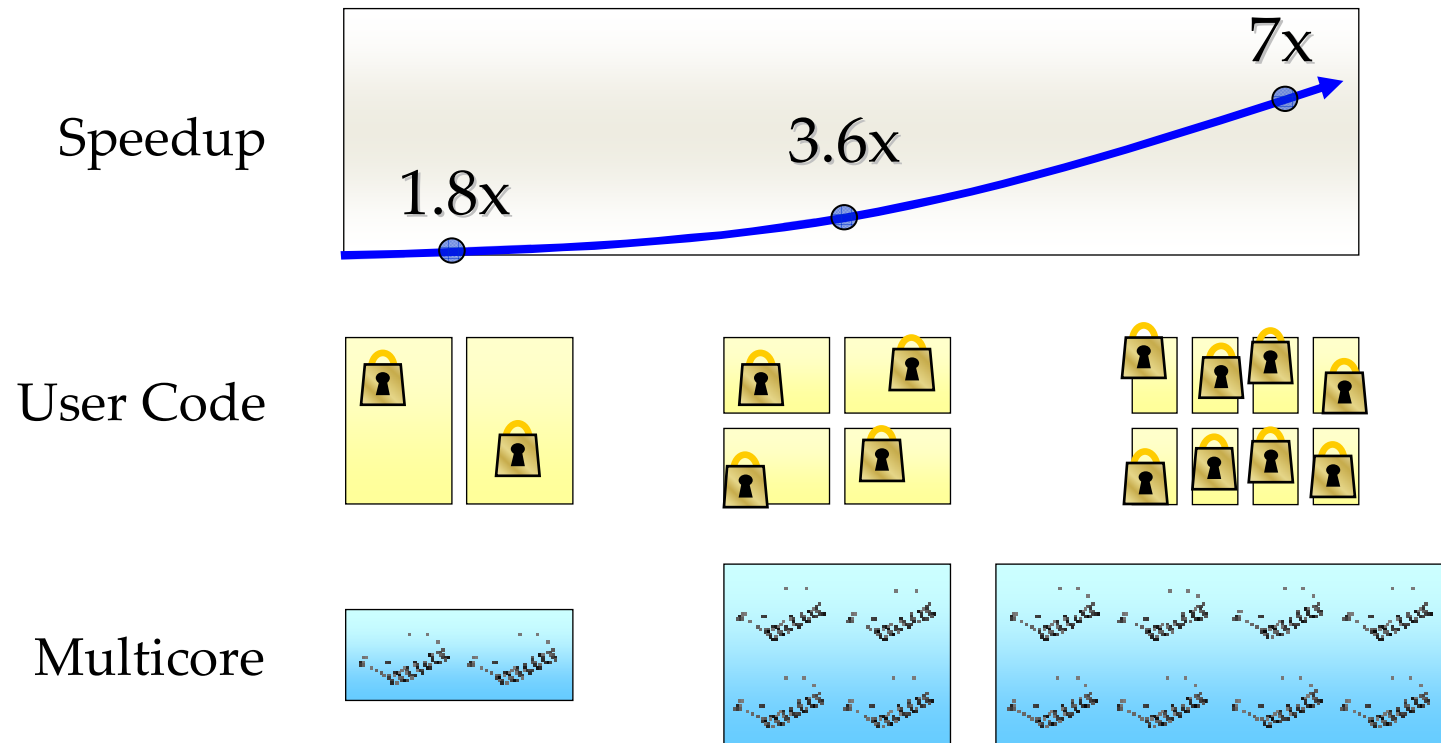 7x
Speedup
3.6x
1.8x
User Code
Multicore